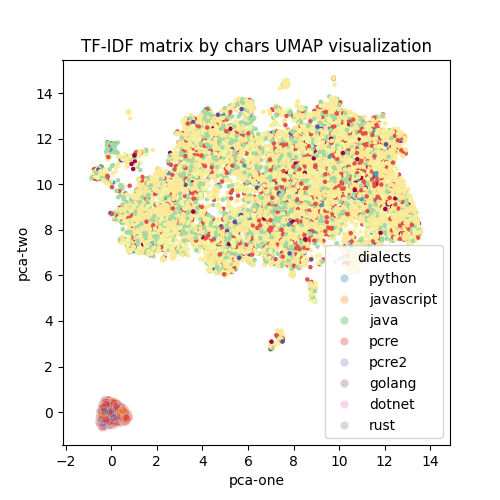 TF-IDF matrix by chars UMAP visualization
pca-two
14
12
10
8
6
4
2
0
dialects
python
javascript
java
pcre
pcre2
golang
dotnet
rust
−2 0 2 4 6 8 10 12 14
pca-one